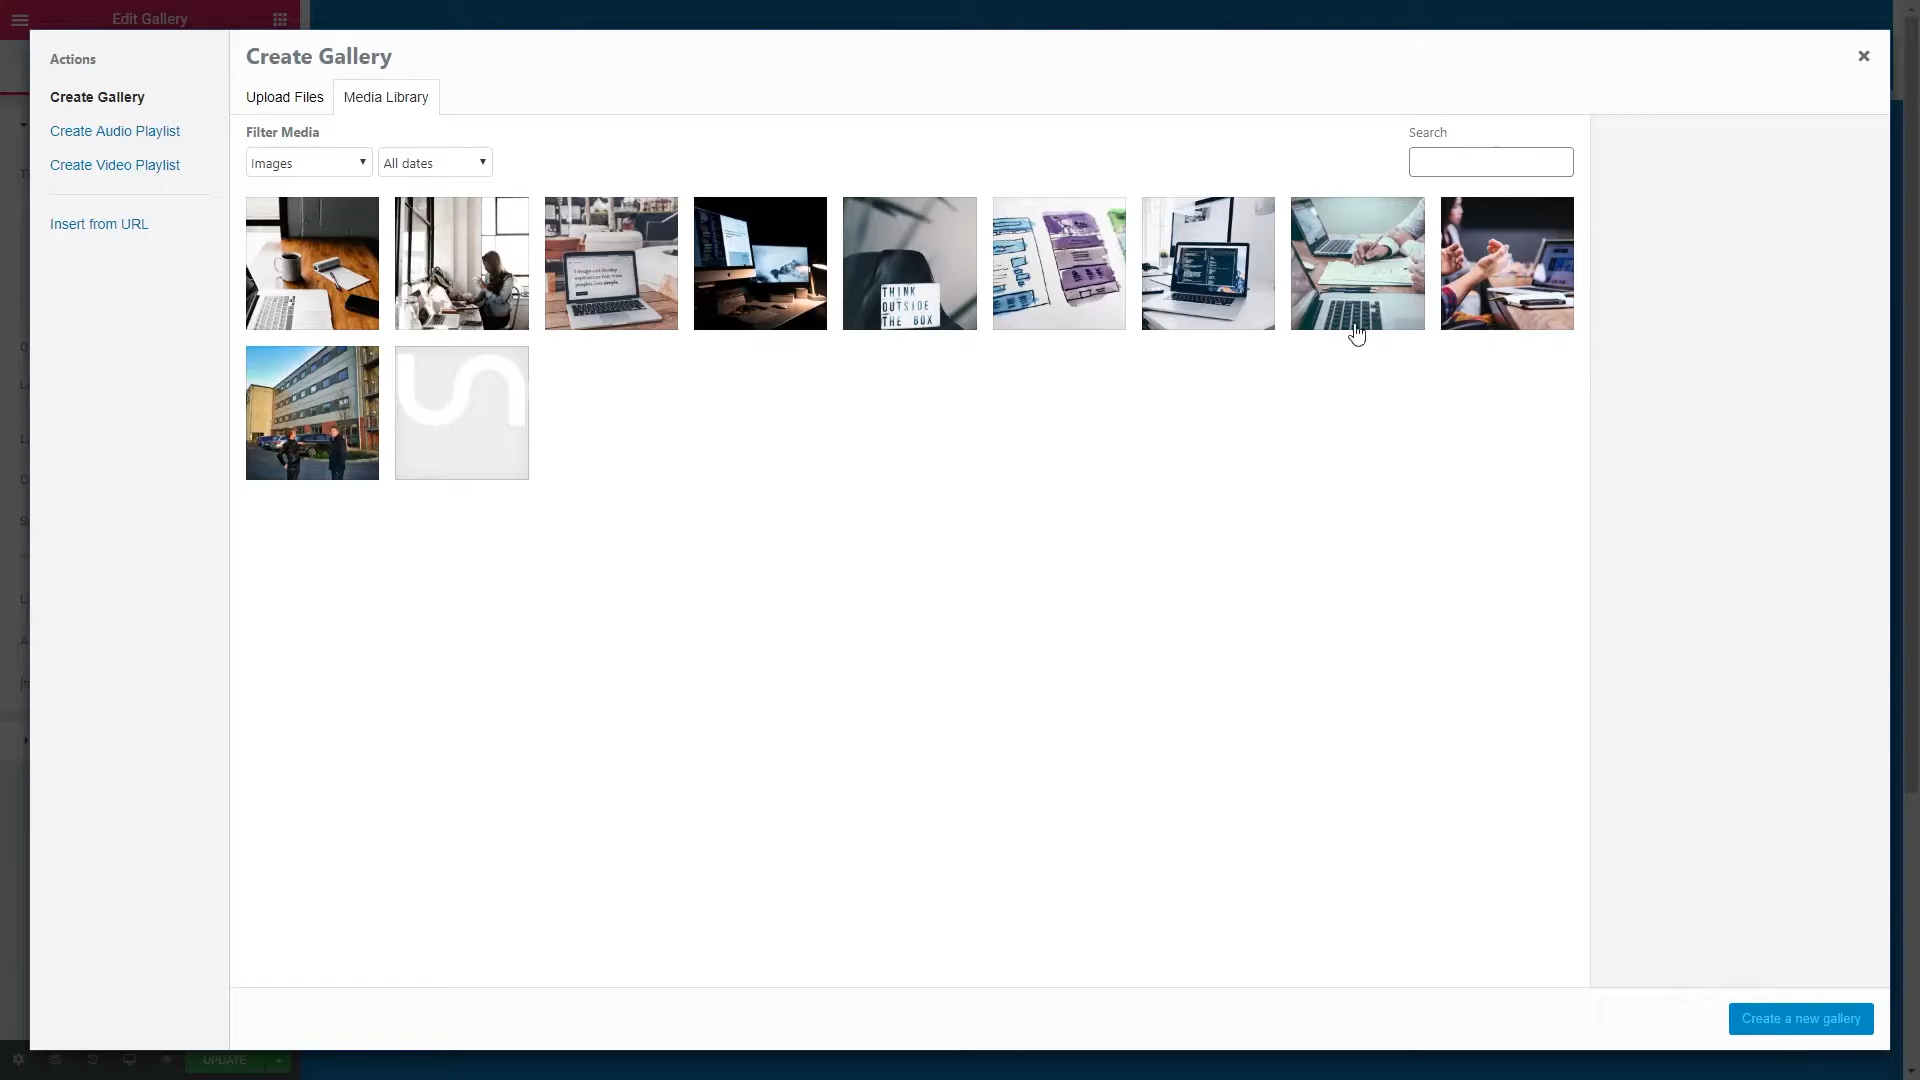 Edit Gallery
Actions
Create Gallery
Create Audio Playlist
Create Video Playlist
Insert from URL
Create Gallery
Upload Files
Media Library
Filter Media
Images
All dates
Search
THINK
OUTSIDE
THE BOX
Create a new gallery
UPDATE